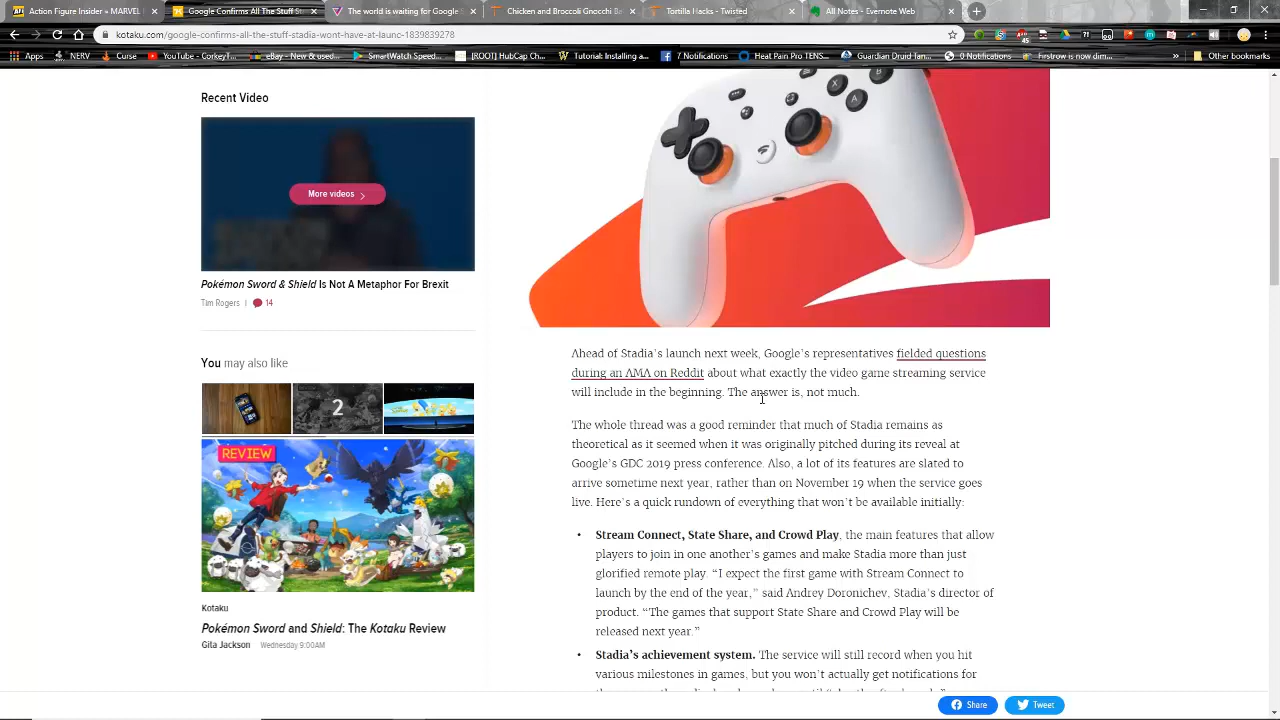 Action Figure Insider » MARVEL
Google Confirms All The Stuff St
The world is waiting for Google
Chicken and Broccoli Gnocchi
Tortilla Hacks - Twisted
All Notes - Evernote Web
Apps
NERV
Curse
YouTube - CorkeyT...
eBay - New & used...
SmartWatch Speed...
[ROOT] HubCap Ch...
Tutorial: Installing a...
7 Notifications
Heat Pain Pro TENS...
Guardian Druid Tan...
0 Notifications
Firstrow is now dim...
»
Other bookmarks
Recent Video
More videos
Pokémon Sword & Shield Is Not A Metaphor For Brexit
Tim Rogers | 14
You may also like
2
REVIEW
Kotaku
Pokémon Sword and Shield: The Kotaku Review
Gita Jackson Wednesday 9:00AM
X
Y
B
A
Ahead of Stadia's launch next week, Google's representatives fielded questions
during an AMA on Reddit about what exactly the video game streaming service
will include in the beginning. The answer is, not much.
The whole thread was a good reminder that much of Stadia remains as
theoretical as it seemed when it was originally pitched during its reveal at
Google's GDC 2019 press conference. Also, a lot of its features are slated to
arrive sometime next year, rather than on November 19 when the service goes
live. Here's a quick rundown of everything that won't be available initially:
• Stream Connect, State Share, and Crowd Play, the main features that allow
players to join in one another's games and make Stadia more than just
glorified remote play. "I expect the first game with Stream Connect to
launch by the end of the year," said Andrey Doronichev, Stadia's director of
product. "The games that support State Share and Crowd Play will be
released next year."
• Stadia's achievement system. The service will still record when you hit
various milestones in games, but you won't actually get notifications for
Share
Tweet